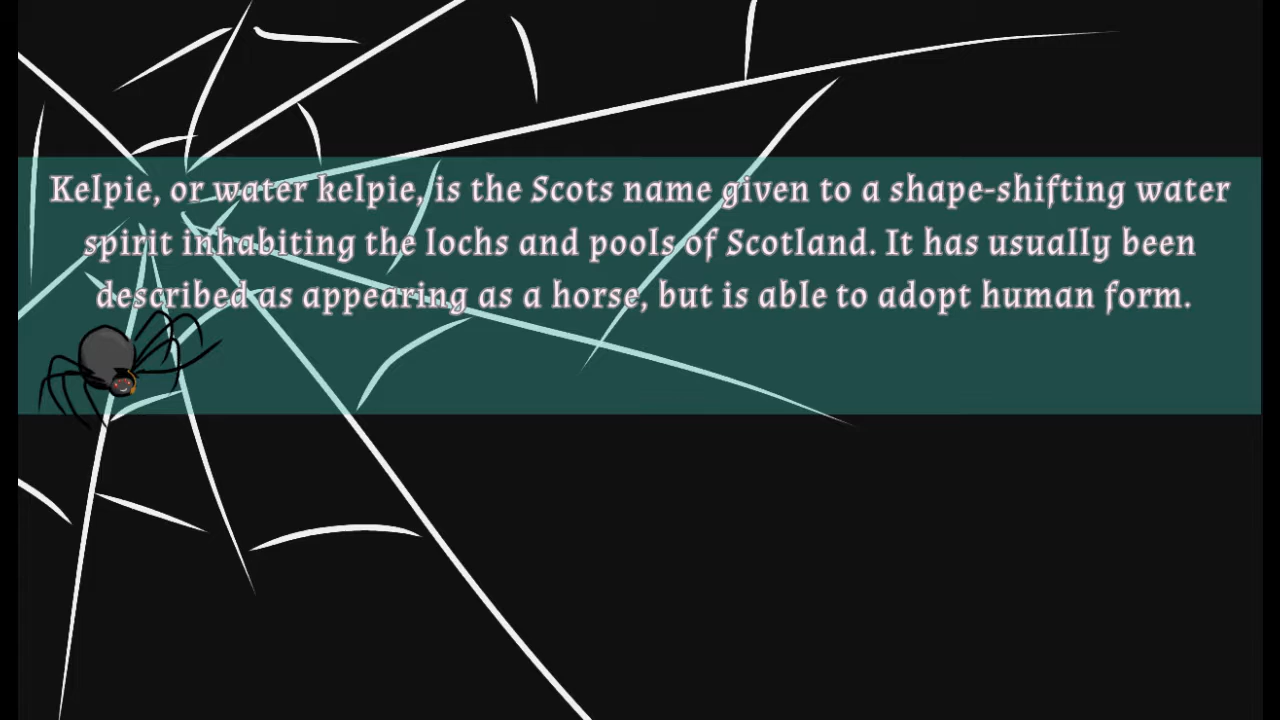 Kelpie, or water kelpie, is the Scots name given to a shape-shifting water
spirit inhabiting the lochs and pools of Scotland. It has usually been
described as appearing as a horse, but is able to adopt human form.